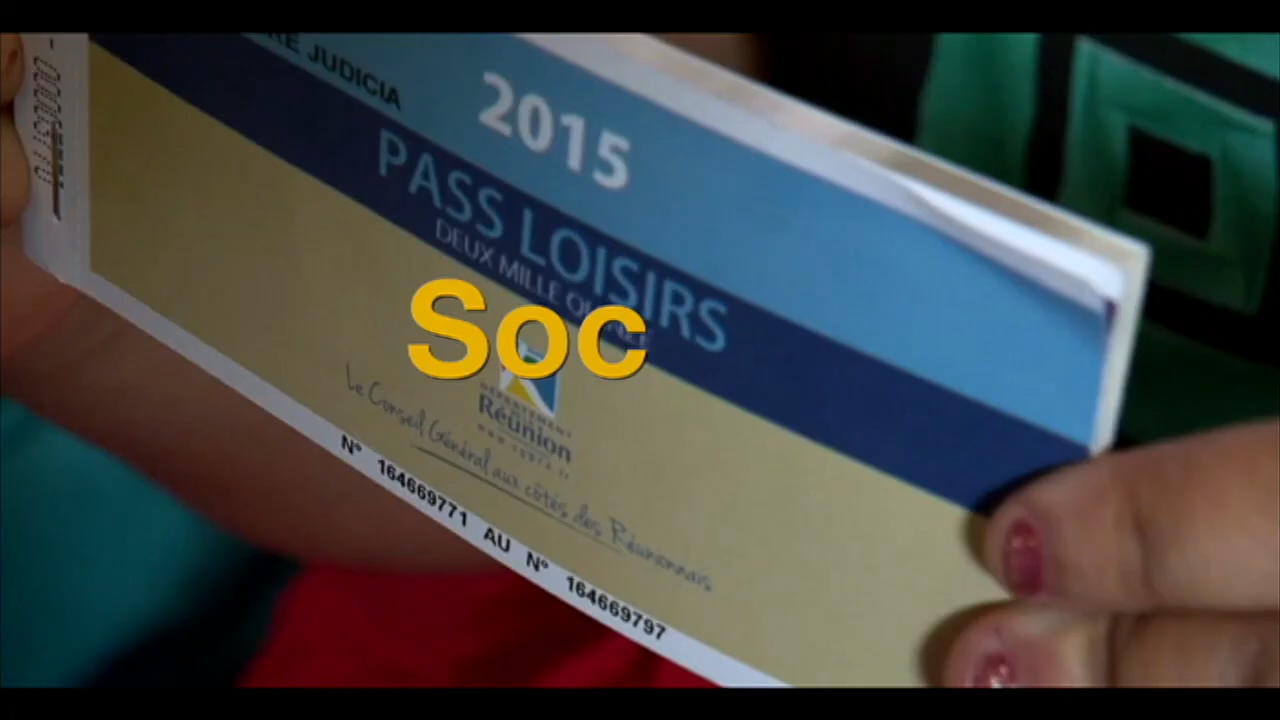 RE JUDICIA
2015
PASS LOISIRS
DEUX MILLE
Soc
DÉPARTEMENT
Réunion
Le Conseil Général aux côtés des Réunionnais
N° 164669771 AU N° 164669797